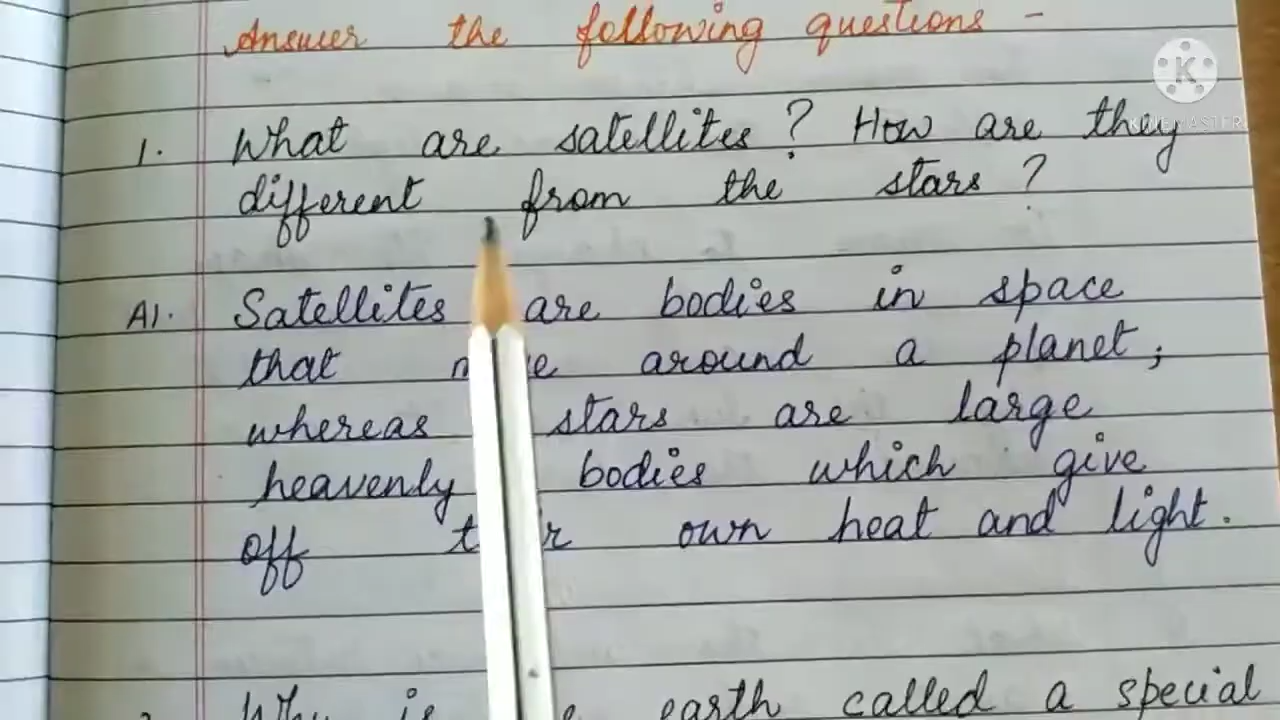 Answer the following questions -
1. What are satellites? How are they
different from the stars?
A1. Satellites are bodies in space
that around a planet;
whereas stars are large
heavenly bodies which give
off own heat and light.
Why is earth called a special
K